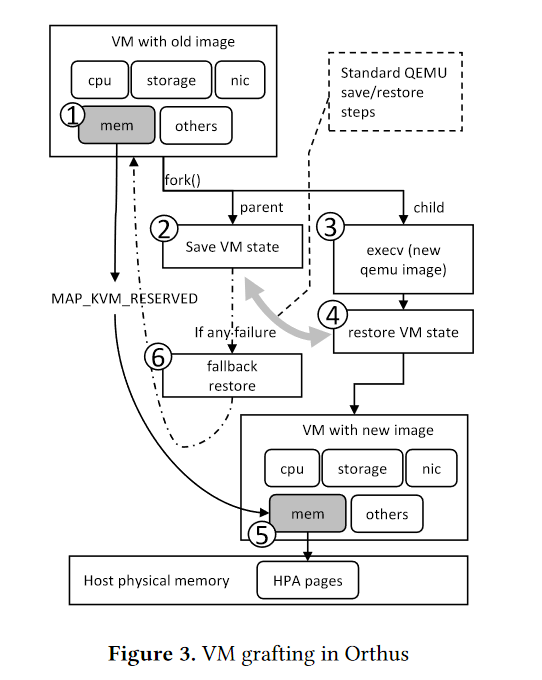 VM with old image
cpu
storage
nic
1
mem
others
Standard QEMU
save/restore
steps
fork()
parent
child
2
Save VM state
3
execv (new
qemu image)
MAP_KVM_RESERVED
4
restore VM state
If any failure
6
fallback
restore
VM with new image
cpu
storage
nic
mem
others
5
Host physical memory
HPA pages
Figure 3. VM grafting in Orthus